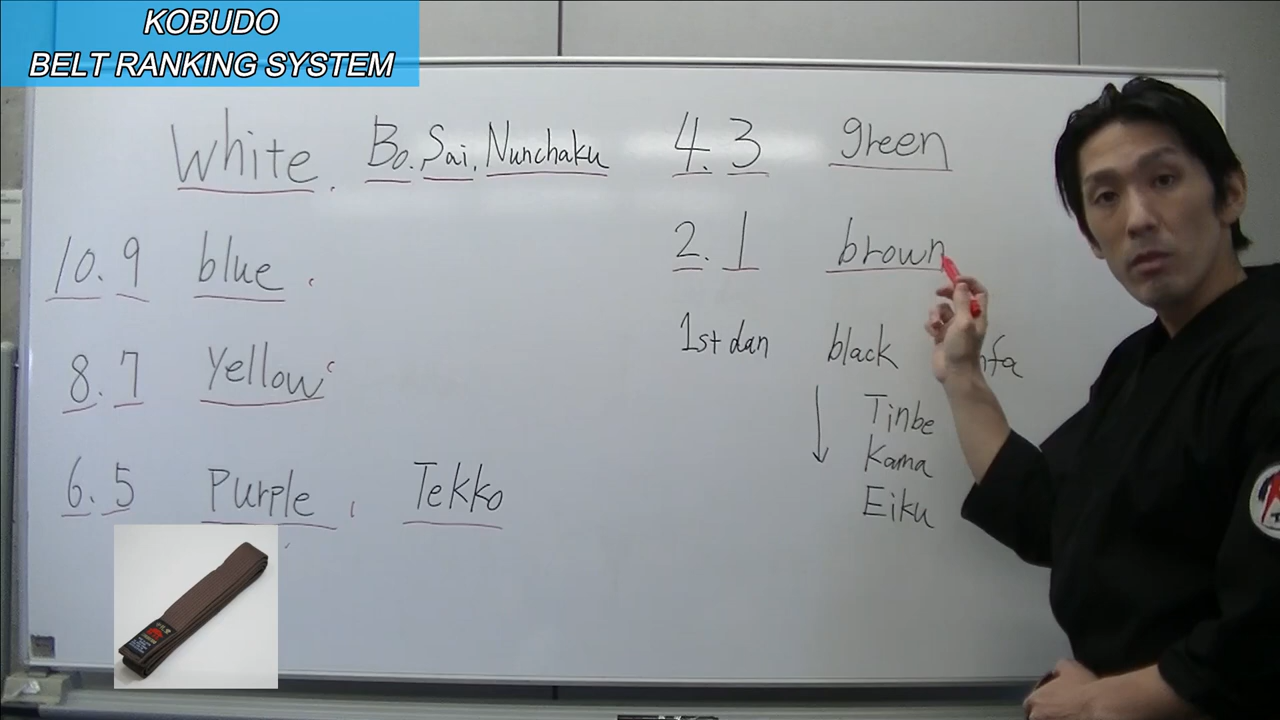 KOBUDO
BELT RANKING SYSTEM
White. Bo. Sai. Nunchaku
10. 9 blue
8. 7 Yellow
6. 5 Purple, Tekko
4. 3 green
2. 1 brown
1st dan black
Tinbe
Kama
Eiku